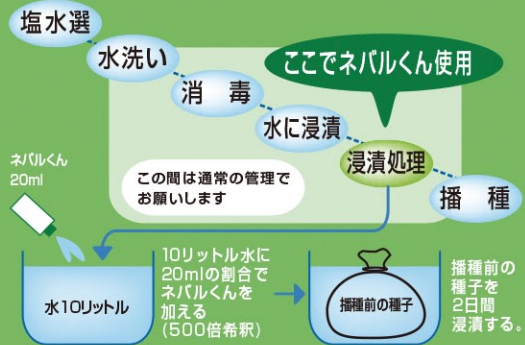 塩水選
水洗い
消毒
水に浸漬
ここでネバルくん使用
浸漬処理
播種
この間は通常の管理で
お願いします
ネバルくん
20ml
水10リットル
10リットル水に
20mlの割合で
ネバルくんを
加える
(500倍希釈)
播種前の種子
播種前の
種子を
2日間
浸漬する。